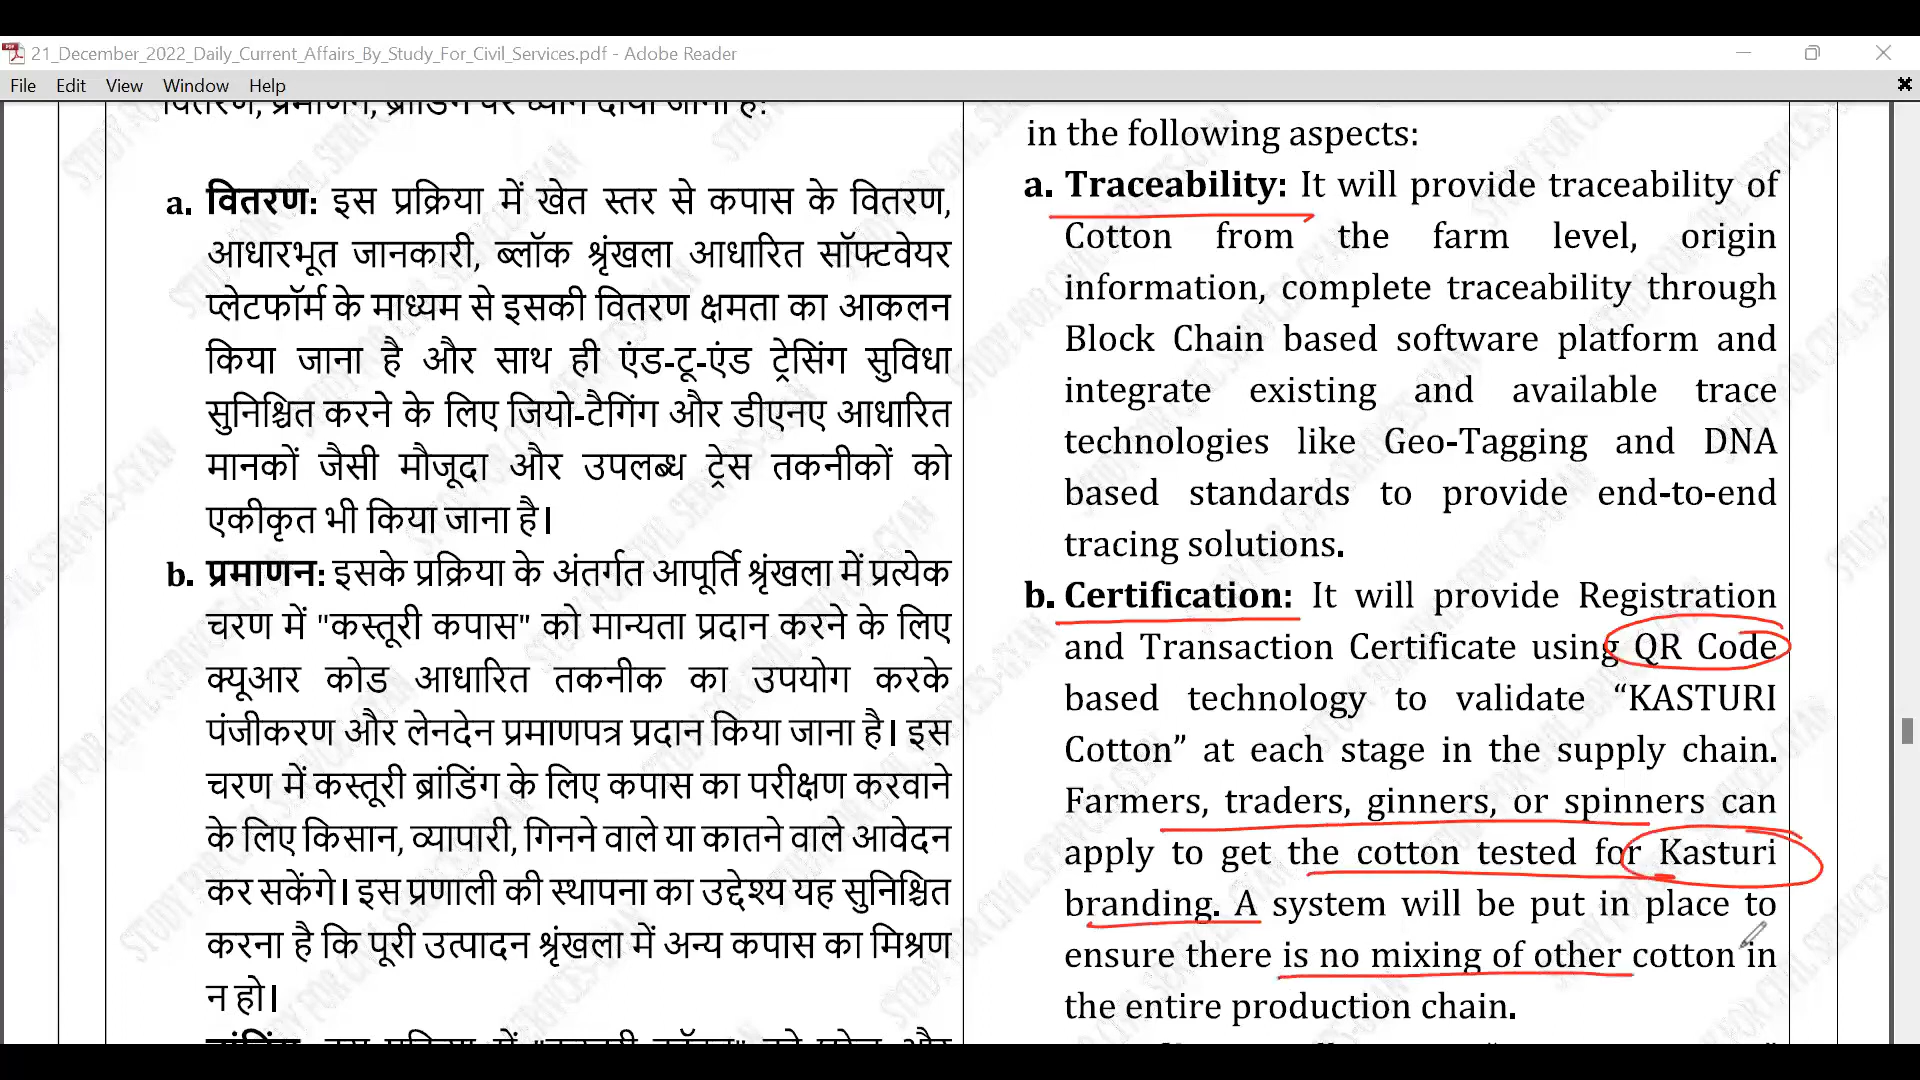 21_December_2022_Daily_Current_Affairs_By_Study_For_Civil_Services.pdf - Adobe Reader
File Edit View Window Help
वितरण, प्रमाणन, ब्रांडिंग पर ध्यान दीया जाना है:
a. वितरण: इस प्रक्रिया में खेत स्तर से कपास के वितरण,
आधारभूत जानकारी, ब्लॉक श्रृंखला आधारित सॉफ्टवेयर
प्लेटफॉर्म के माध्यम से इसकी वितरण क्षमता का आकलन
किया जाना है और साथ ही एंड-टू-एंड ट्रेसिंग सुविधा
सुनिश्चित करने के लिए जियो-टैगिंग और डीएनए आधारित
मानकों जैसी मौजूदा और उपलब्ध ट्रेस तकनीकों को
एकीकृत भी किया जाना है।
b. प्रमाणन: इसके प्रक्रिया के अंतर्गत आपूर्ति श्रृंखला में प्रत्येक
चरण में "कस्तूरी कपास" को मान्यता प्रदान करने के लिए
क्यूआर कोड आधारित तकनीक का उपयोग करके
पंजीकरण और लेनदेन प्रमाणपत्र प्रदान किया जाना है। इस
चरण में कस्तूरी ब्रांडिंग के लिए कपास का परीक्षण करवाने
के लिए किसान, व्यापारी, गिनने वाले या कातने वाले आवेदन
कर सकेंगे। इस प्रणाली की स्थापना का उद्देश्य यह सुनिश्चित
करना है कि पूरी उत्पादन श्रृंखला में अन्य कपास का मिश्रण
न हो।
in the following aspects:
a. Traceability: It will provide traceability of
Cotton from the farm level, origin
information, complete traceability through
Block Chain based software platform and
integrate existing and available trace
technologies like Geo-Tagging and DNA
based standards to provide end-to-end
tracing solutions.
b. Certification: It will provide Registration
and Transaction Certificate using QR Code
based technology to validate “KASTURI
Cotton” at each stage in the supply chain.
Farmers, traders, ginners, or spinners can
apply to get the cotton tested for Kasturi
branding. A system will be put in place to
ensure there is no mixing of other cotton in
the entire production chain.